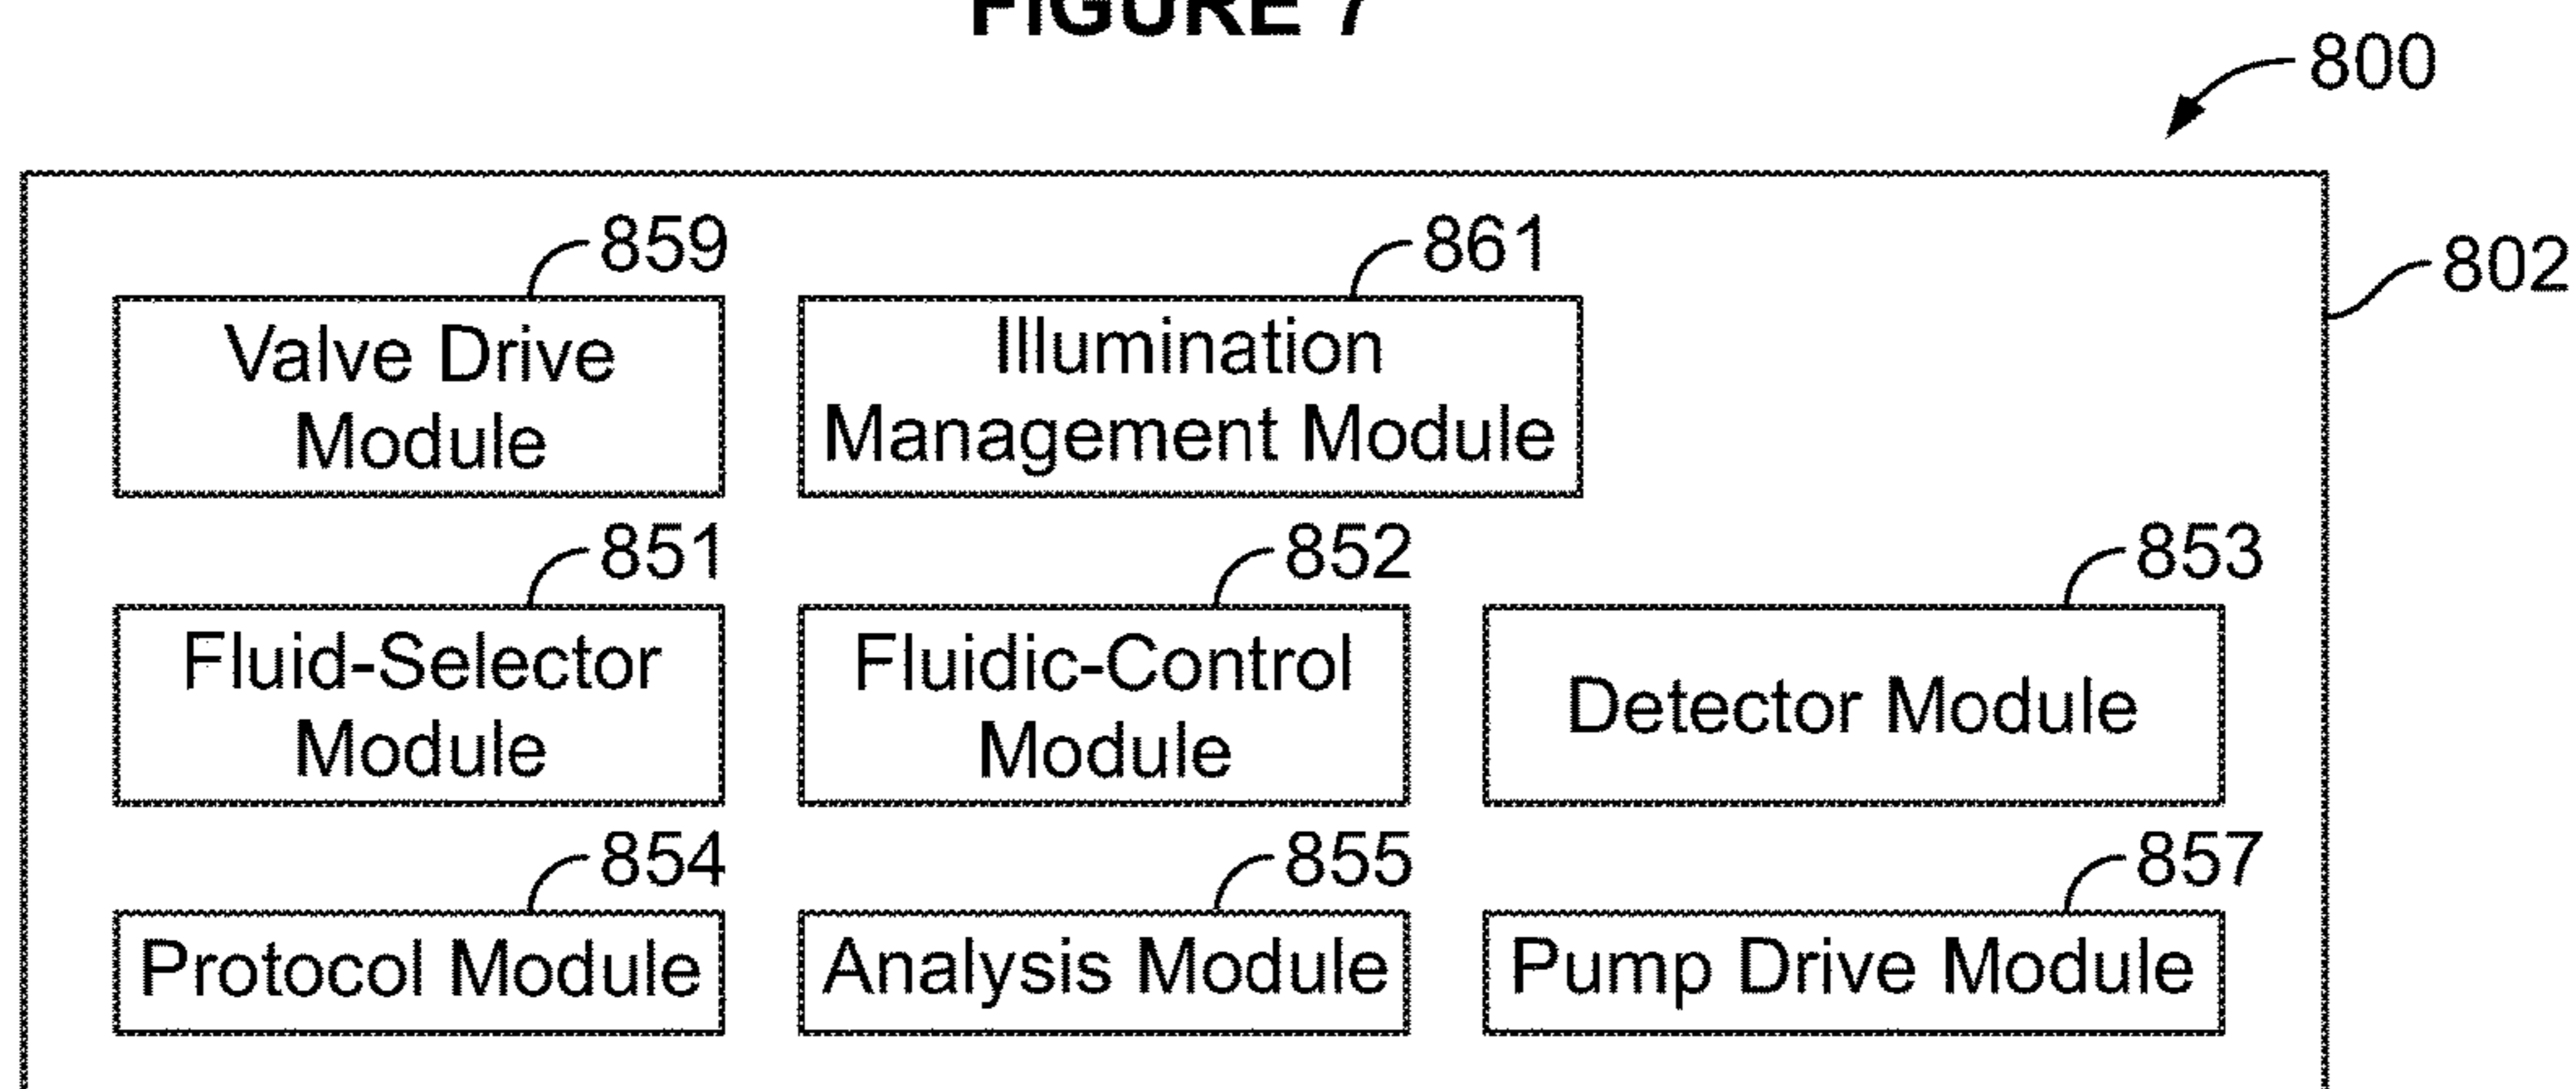 FIGURE 7
800
802
859
861
Valve Drive
Module
Illumination
Management Module
851
852
853
Fluid-Selector
Module
Fluidic-Control
Module
Detector Module
854
855
857
Protocol Module
Analysis Module
Pump Drive Module